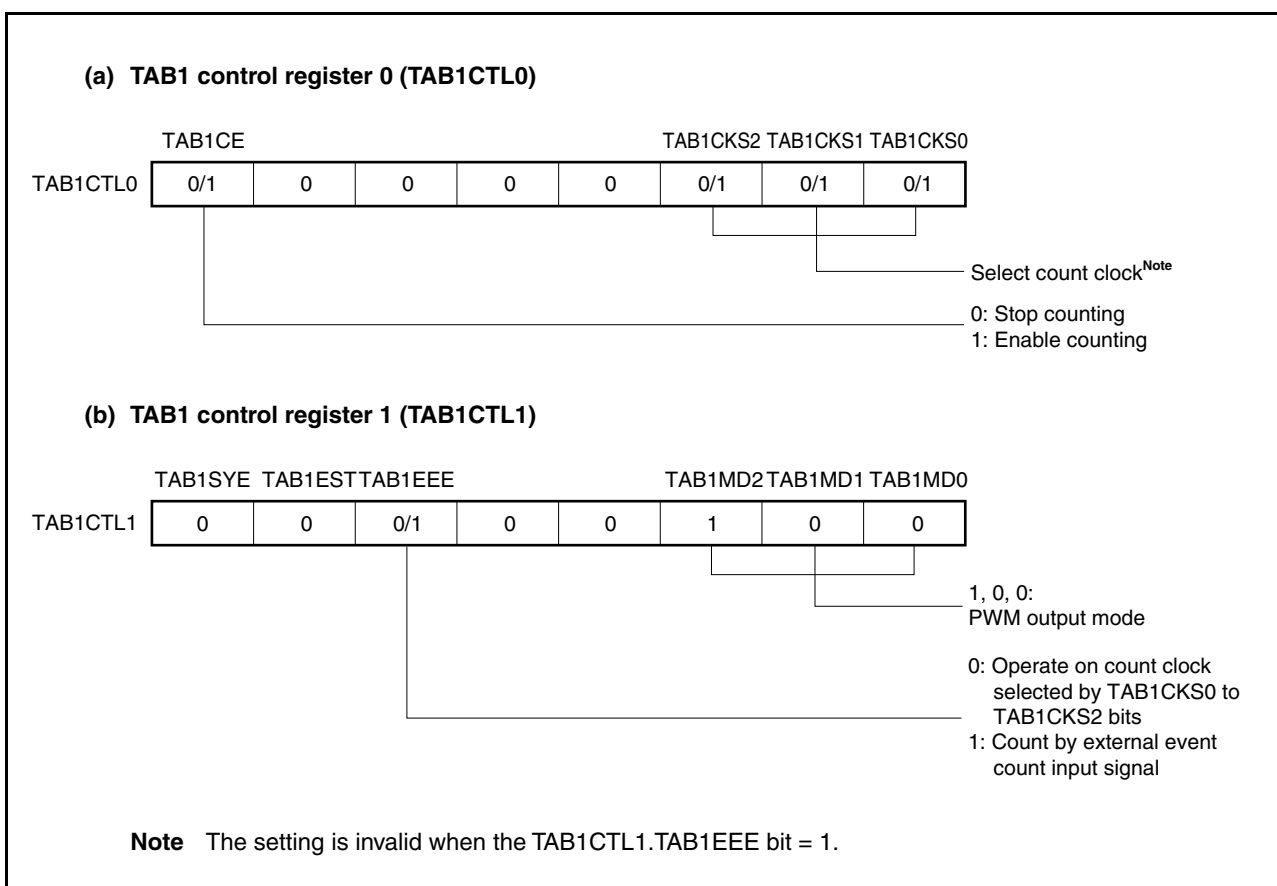 (a) TAB1 control register 0 (TAB1CTL0)
TAB1CE TAB1CKS2 TAB1CKS1 TAB1CKS0
TAB1CTL0 0/1 0 0 0 0 0/1 0/1 0/1
Select count clockNote
0: Stop counting
1: Enable counting
(b) TAB1 control register 1 (TAB1CTL1)
TAB1SYE TAB1EST TAB1EEE TAB1MD2 TAB1MD1 TAB1MD0
TAB1CTL1 0 0 0/1 0 0 1 0 0
1, 0, 0:
PWM output mode
0: Operate on count clock
selected by TAB1CKS0 to
TAB1CKS2 bits
1: Count by external event
count input signal
Note The setting is invalid when the TAB1CTL1.TAB1EEE bit = 1.